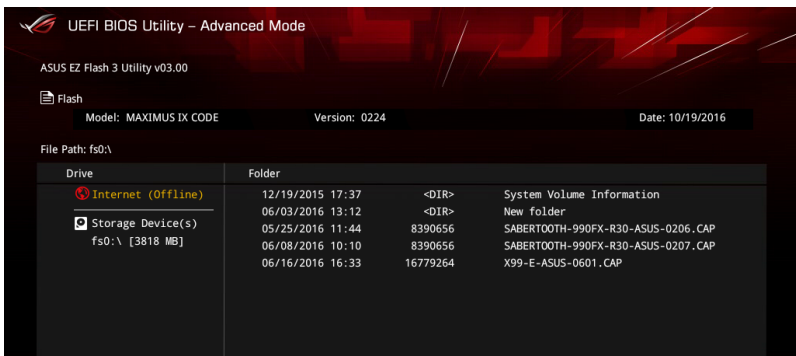 UEFI BIOS Utility – Advanced Mode
ASUS EZ Flash 3 Utility v03.00
Flash
Model: MAXIMUS IX CODE Version: 0224 Date: 10/19/2016
File Path: fs0:\
Drive Folder
Internet (Offline) 12/19/2015 17:37 <DIR> System Volume Information
06/03/2016 13:12 <DIR> New folder
Storage Device(s) 05/25/2016 11:44 8390656 SABERTOOTH-990FX-R30-ASUS-0206.CAP
fs0:\ [3818 MB] 06/08/2016 10:10 8390656 SABERTOOTH-990FX-R30-ASUS-0207.CAP
06/16/2016 16:33 16779264 X99-E-ASUS-0601.CAP